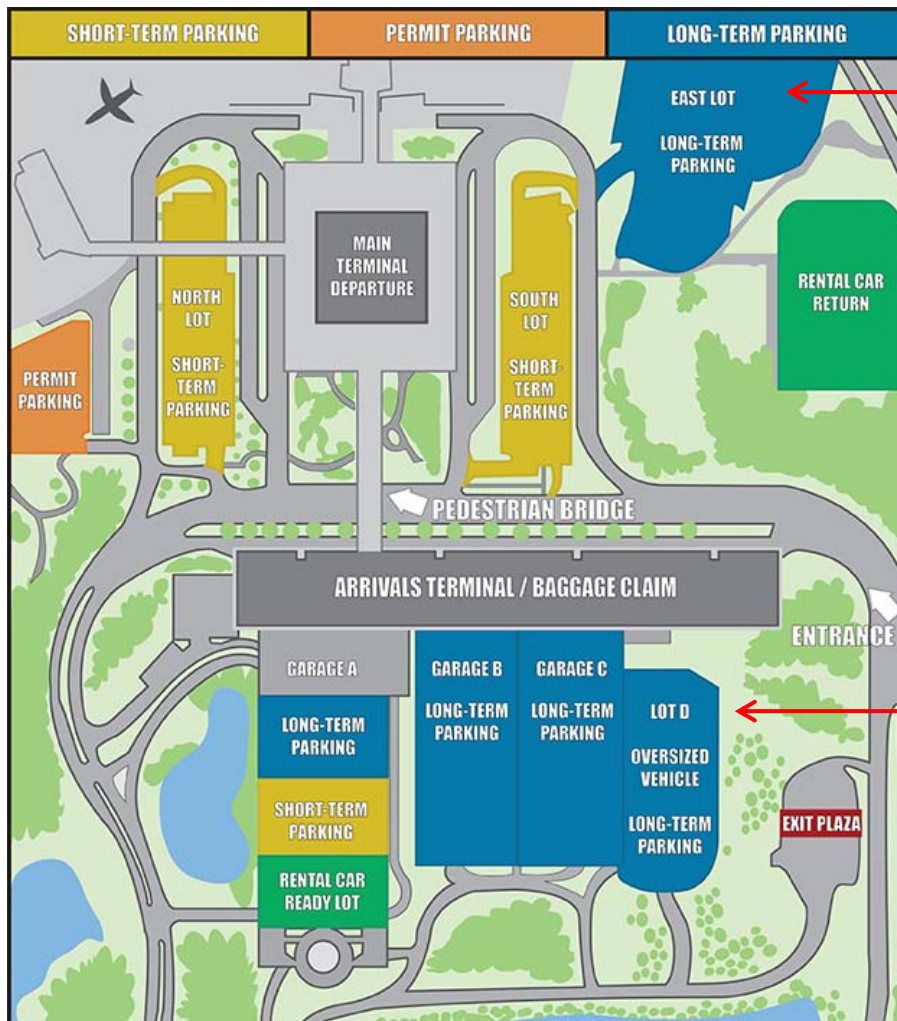 SHORT-TERM PARKING
PERMIT PARKING
LONG-TERM PARKING
EAST LOT
LONG-TERM
PARKING
MAIN
TERMINAL
DEPARTURE
RENTAL CAR
RETURN
NORTH
LOT
SHORT-
TERM
PARKING
SOUTH
LOT
SHORT-
TERM
PARKING
PERMIT
PARKING
PEDESTRIAN BRIDGE
ARRIVALS TERMINAL / BAGGAGE CLAIM
ENTRANCE
GARAGE A
LONG-TERM
PARKING
SHORT-TERM
PARKING
RENTAL CAR
READY LOT
GARAGE B
LONG-TERM
PARKING
GARAGE C
LONG-TERM
PARKING
LOT D
OVERSIZED
VEHICLE
LONG-TERM
PARKING
EXIT PLAZA